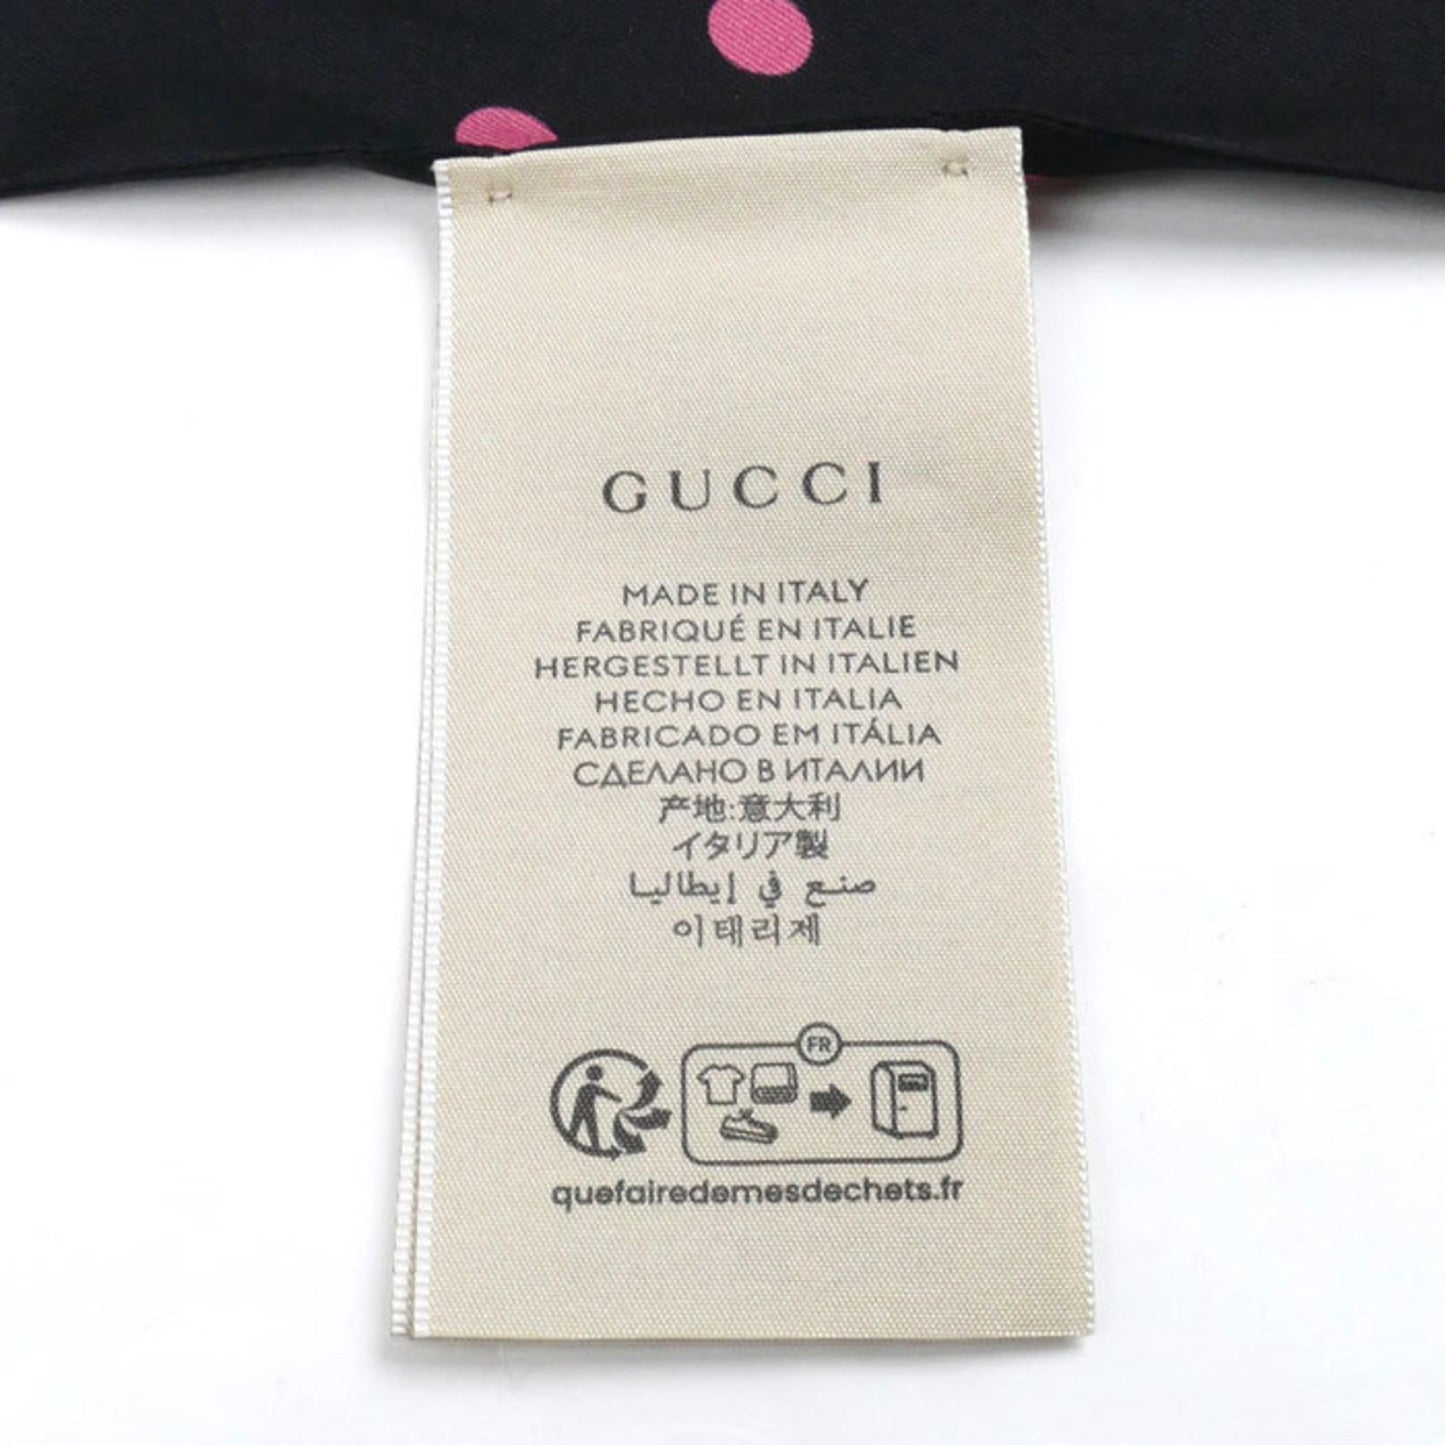 GUCCI
MADE IN ITALY
FABRIQUÉ EN ITALIE
HERGESTELLT IN ITALIEN
HECHO EN ITALIA
FABRICADO EM ITÁLIA
СДЕЛАНО В ИТАЛИИ
产地:意大利
イタリア製
صنع في إيطاليا
이태리제
FR
quefairedemesdechets.fr